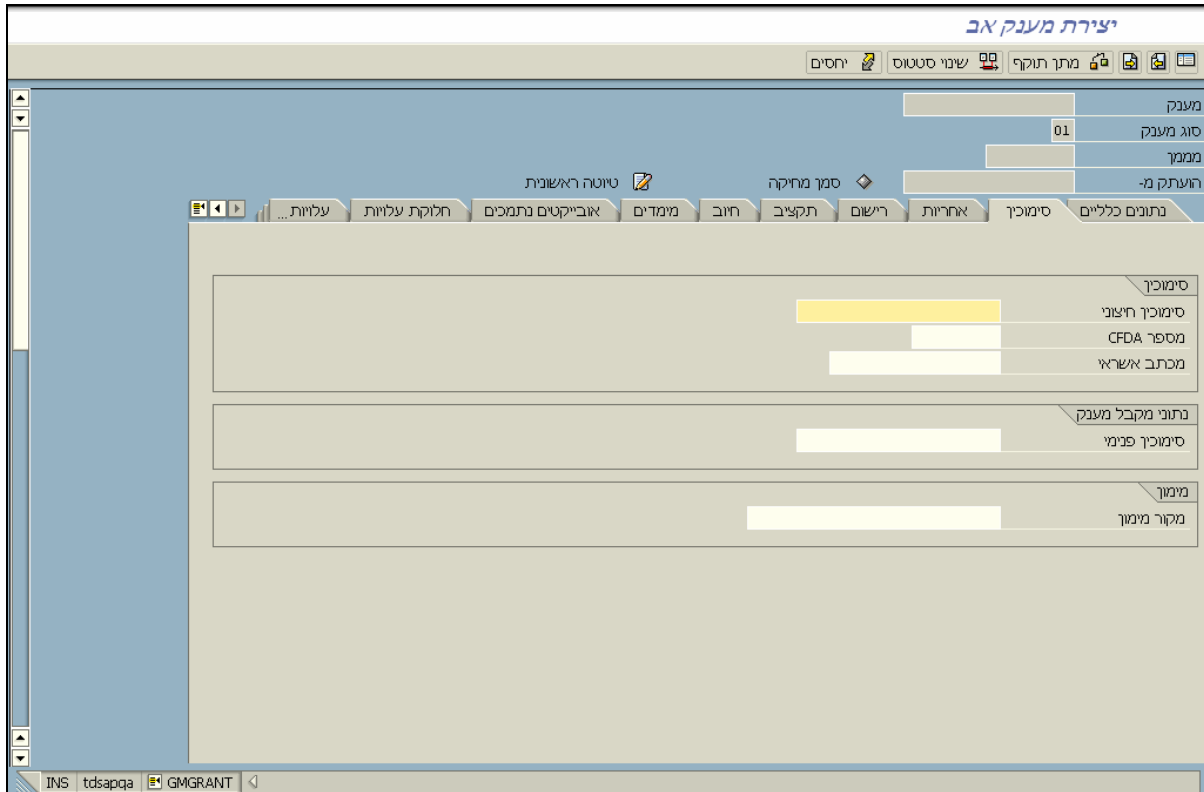 יצירת מענק אב
מתן תוקף שינוי סטטוס יחסים
מענק
סוג מענק 01
מממן
הועתק מ- סמן מחיקה טיוטה ראשונית
נתונים כלליים סימוכין אחריות רישום תקציב חיוב מימדים אובייקטים נתמכים חלוקת עלויות עלויות ...
סימוכין
סימוכין חיצוני
מספר CFDA
מכתב אשראי
נתוני מקבל מענק
סימוכין פנימי
מימון
מקור מימון
INS tdsapqa GMGRANT